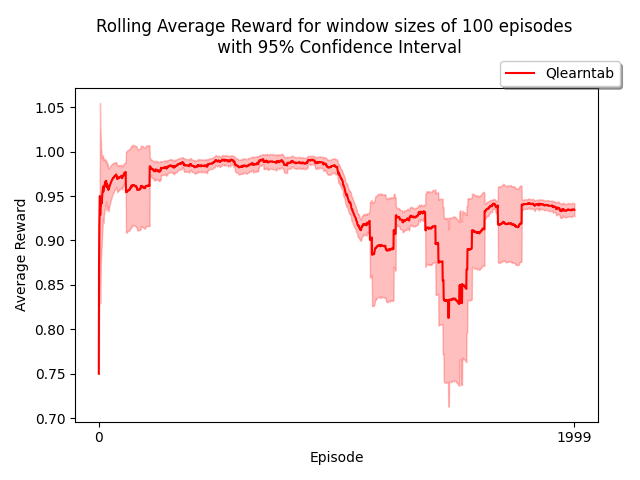 Rolling Average Reward for window sizes of 100 episodes
with 95% Confidence Interval
Qlearntab
1.05
1.00
0.95
0.90
0.85
0.80
0.75
0.70
Average Reward
0
1999
Episode